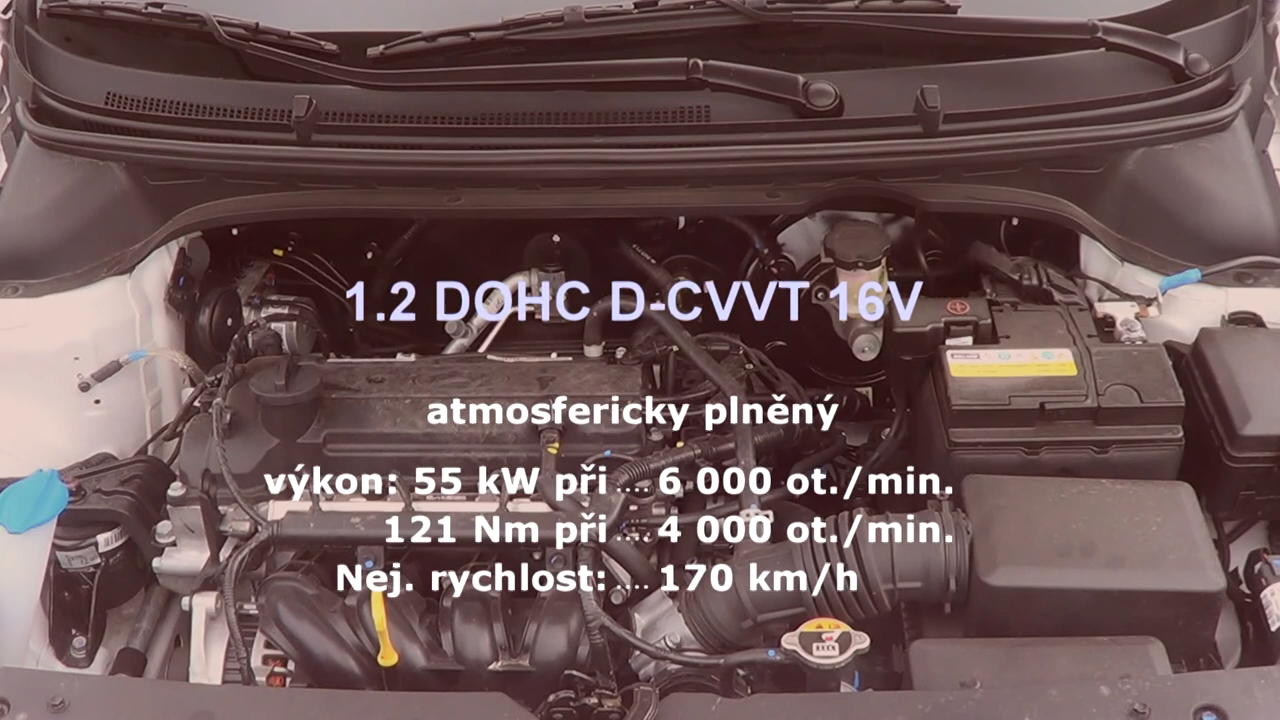 1.2 DOHC D-CVVT 16V
atmosfericky plněný
výkon: 55 kW při .... 6 000 ot./min.
121 Nm při .... 4 000 ot./min.
Nej. rychlost: .... 170 km/h